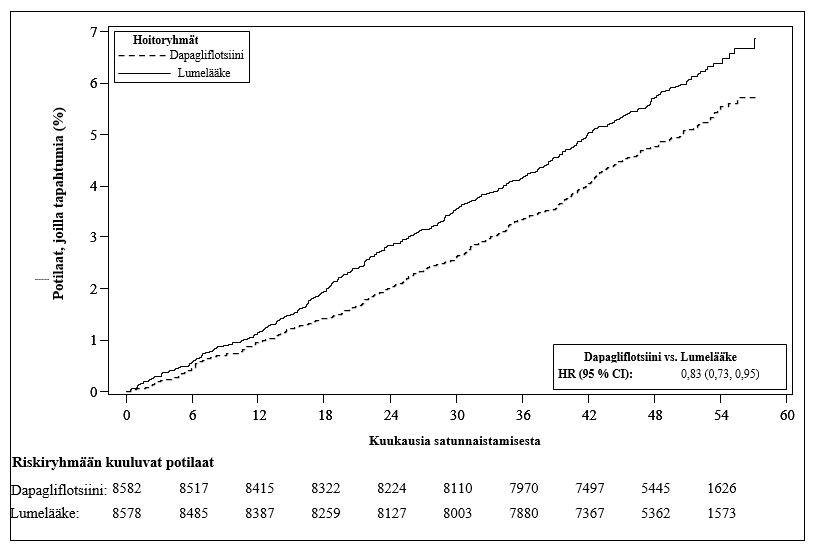 7
Hoitoryhmät
Dapagliflotsiini
Lumelääke
6
5
4
3
2
1
0
Potilaat, joilla tapahtumia (%)
Dapagliflotsiini vs. Lumelääke
HR (95 % CI): 0,83 (0,73, 0,95)
0 6 12 18 24 30 36 42 48 54 60
Kuukausia satunnaistamisesta
Riskiryhmään kuuluvat potilaat
Dapagliflotsiini: 8582 8517 8415 8322 8224 8110 7970 7497 5445 1626
Lumelääke: 8578 8485 8387 8259 8127 8003 7880 7367 5362 1573